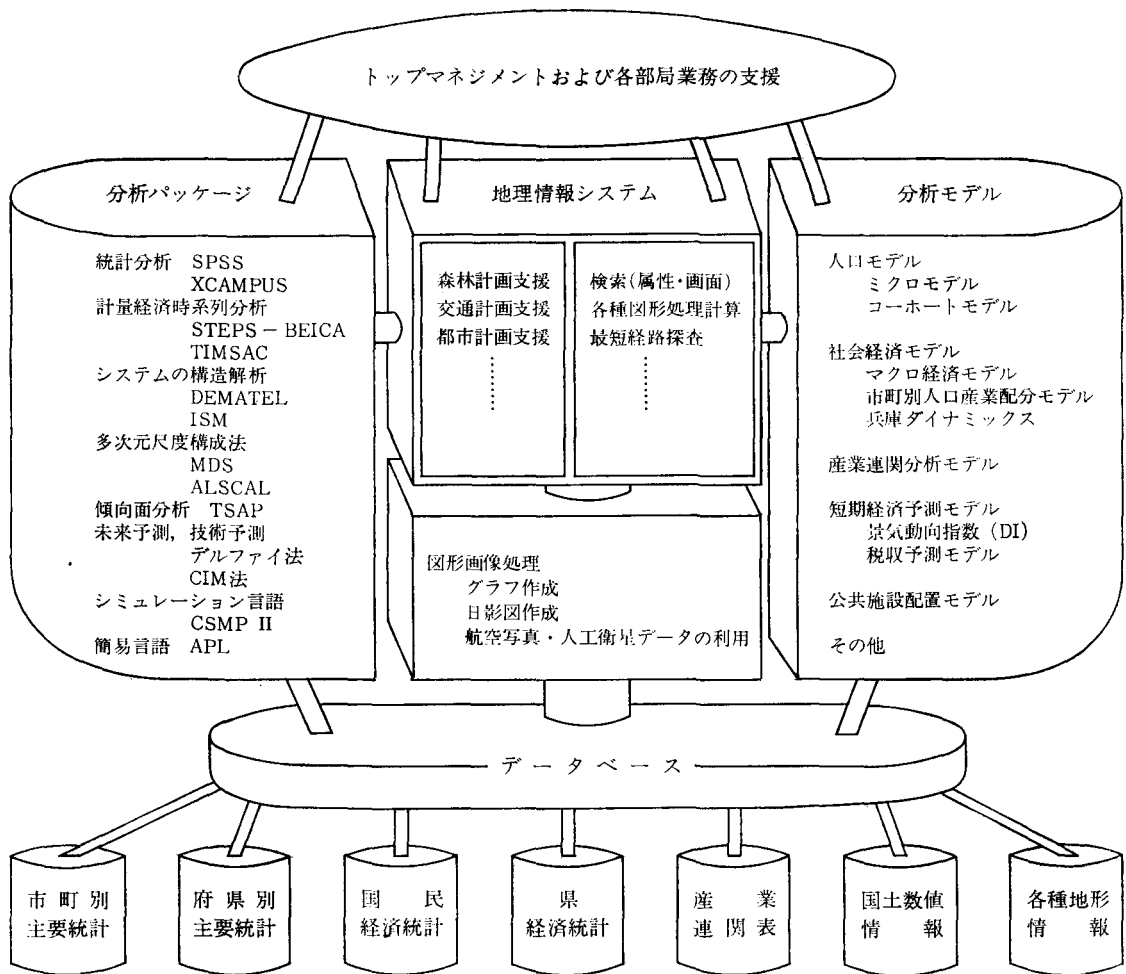 トップマネジメントおよび各部局業務の支援
分析パッケージ
統計分析 SPSS
XCAMPUS
計量経済時系列分析
STEPS－BEICA
TIMSAC
システムの構造解析
DEMATEL
ISM
多次元尺度構成法
MDS
ALSCAL
傾向面分析 TSAP
未来予測，技術予測
デルファイ法
CIM法
シミュレーション言語
CSMP II
簡易言語 APL
地理情報システム
森林計画支援
交通計画支援
都市計画支援
検索(属性・画面)
各種図形処理計算
最短経路探査
図形画像処理
グラフ作成
日影図作成
航空写真・人工衛星データの利用
分析モデル
人口モデル
ミクロモデル
コーホートモデル
社会経済モデル
マクロ経済モデル
市町別人口産業配分モデル
兵庫ダイナミックス
産業連関分析モデル
短期経済予測モデル
景気動向指数 (DI)
税収予測モデル
公共施設配置モデル
その他
データベース
市町別
主要統計
府県別
主要統計
国民
経済統計
県
経済統計
産業
連関表
国土数値
情報
各種地形
情報